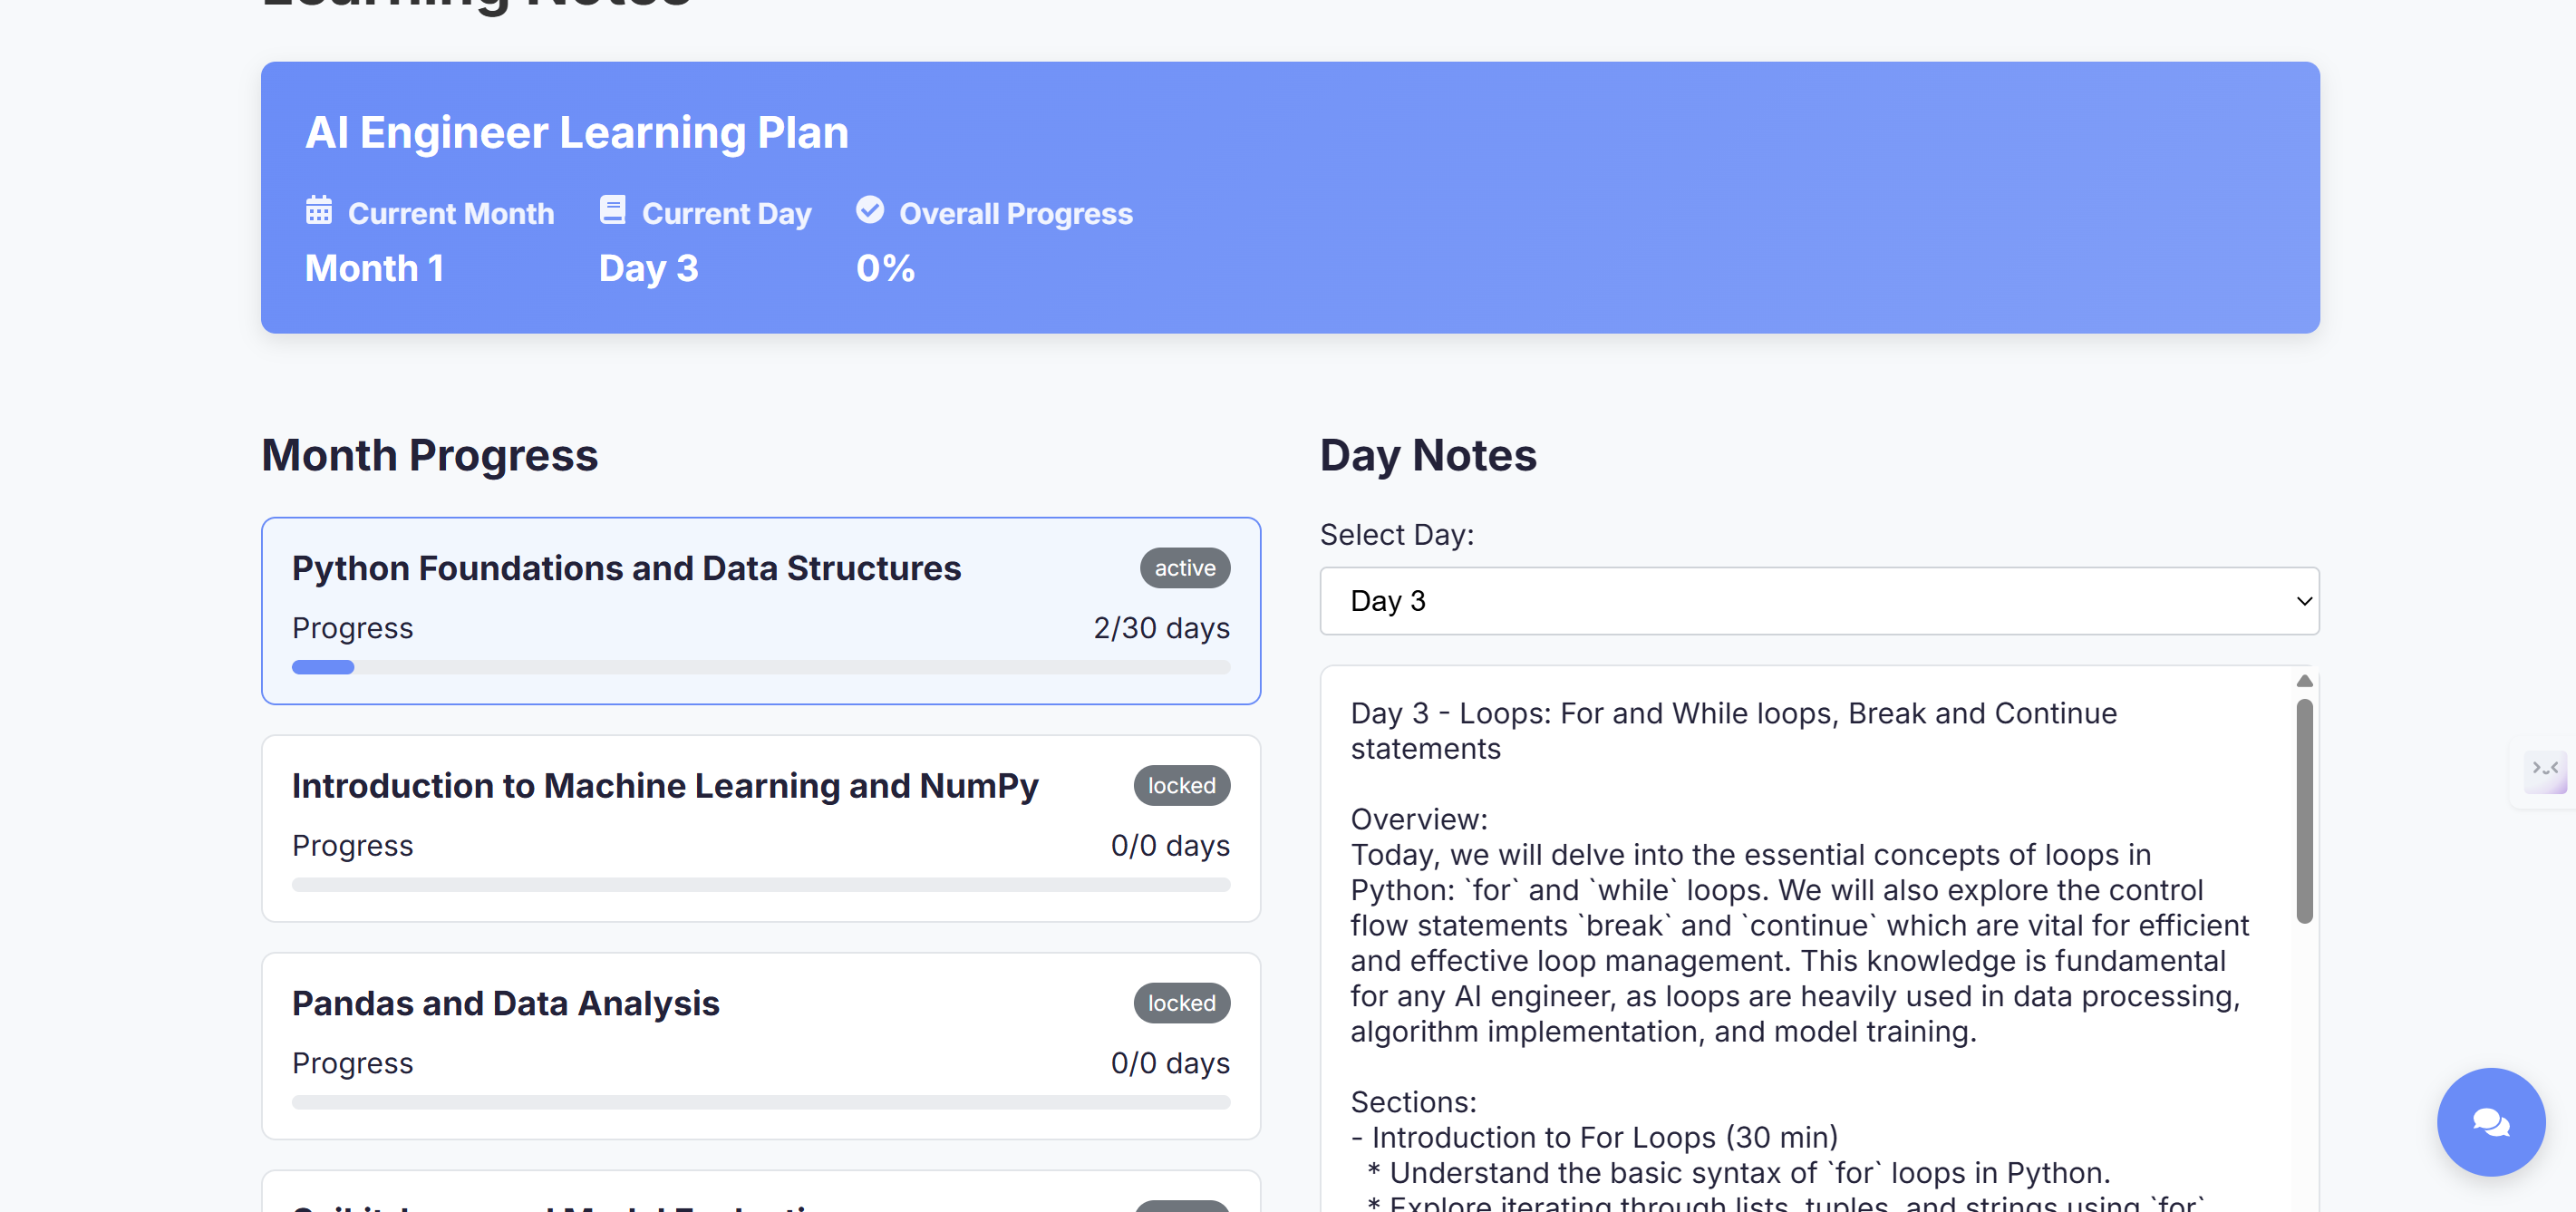 Learning Notes
AI Engineer Learning Plan
Current Month
Month 1
Current Day
Day 3
Overall Progress
0%
Month Progress
Python Foundations and Data Structures
active
Progress
2/30 days
Introduction to Machine Learning and NumPy
locked
Progress
0/0 days
Pandas and Data Analysis
locked
Progress
0/0 days
Day Notes
Select Day:
Day 3
Day 3 - Loops: For and While loops, Break and Continue
statements
Overview:
Today, we will delve into the essential concepts of loops in
Python: `for` and `while` loops. We will also explore the control
flow statements `break` and `continue` which are vital for efficient
and effective loop management. This knowledge is fundamental
for any AI engineer, as loops are heavily used in data processing,
algorithm implementation, and model training.
Sections:
- Introduction to For Loops (30 min)
* Understand the basic syntax of `for` loops in Python.
* Explore iterating through lists, tuples, and strings using `for`